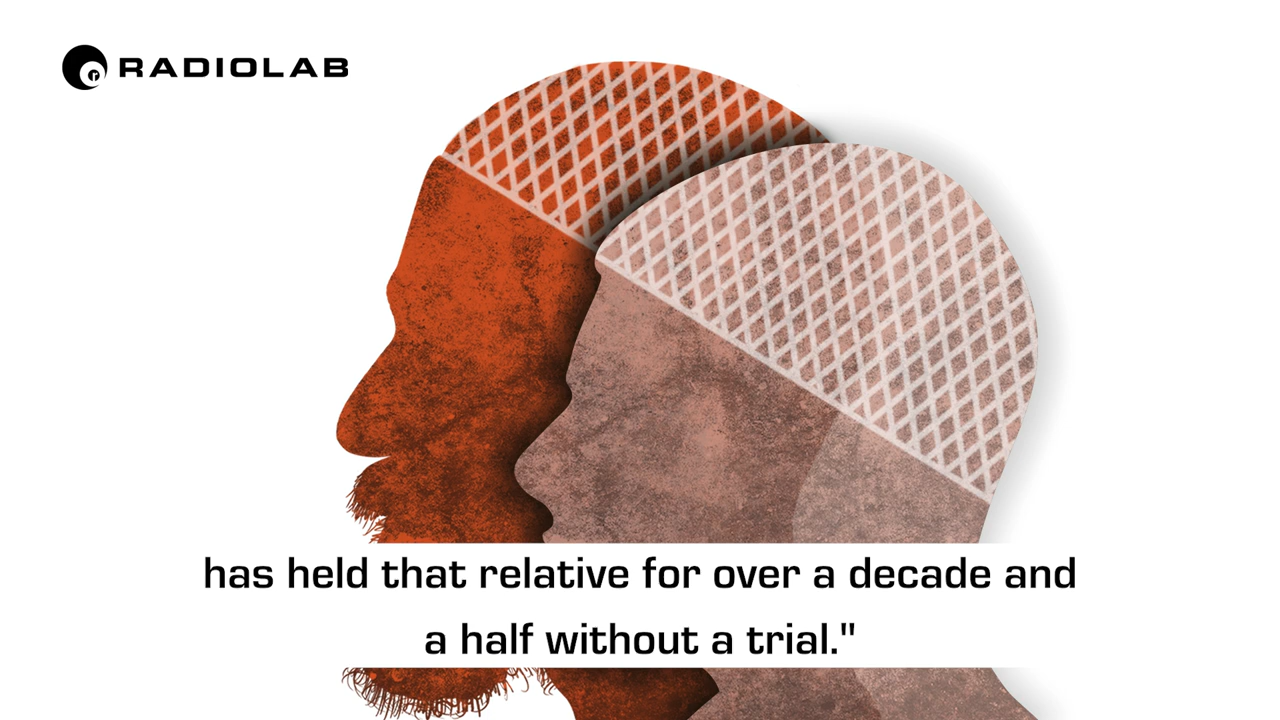 RADIOLAB
has held that relative for over a decade and
a half without a trial."